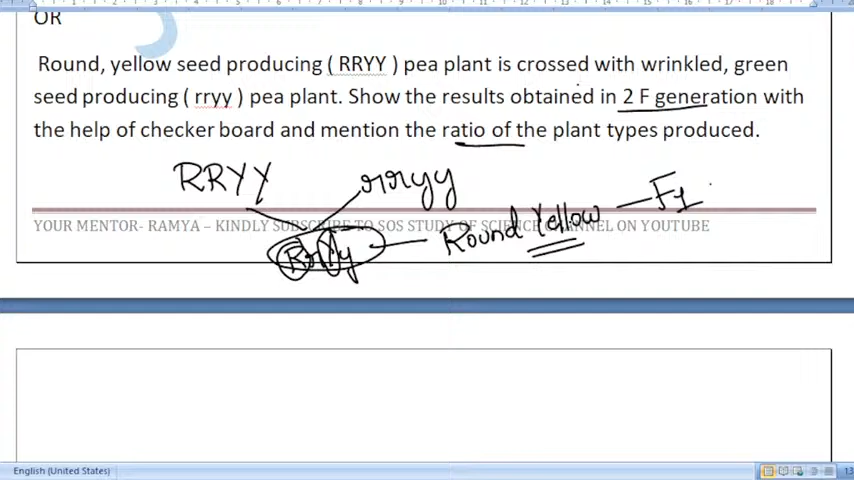 OR
Round, yellow seed producing ( RRYY ) pea plant is crossed with wrinkled, green
seed producing ( rryy ) pea plant. Show the results obtained in 2 F generation with
the help of checker board and mention the ratio of the plant types produced.
RRYY rryy
YOUR MENTOR- RAMYA – KINDLY SUBSCRIBE TO SOS STUDY OF SCIENCE CHANNEL ON YOUTUBE
RrYy — Round Yellow — F1
English (United States)
13